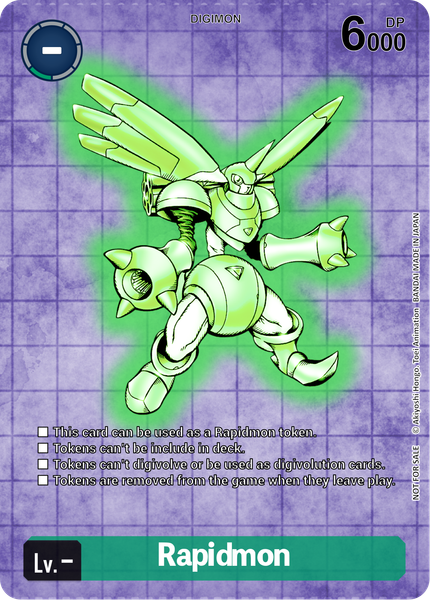 DIGIMON
-
DP
6000
□ This card can be used as a Rapidmon token.
□ Tokens can't be include in deck.
□ Tokens can't digivolve or be used as digivolution cards.
□ Tokens are removed from the game when they leave play.
NOT FOR SALE © Akiyoshi Hongo, Toei Animation BANDAI MADE IN JAPAN
Lv.-
Rapidmon